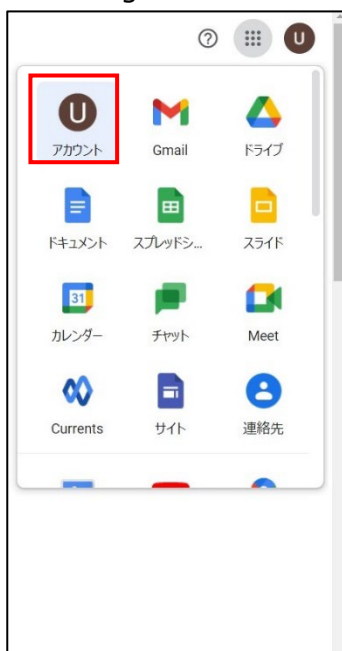 U
U
アカウント Gmail ドライブ
ドキュメント スプレッドシ... スライド
31
カレンダー チャット Meet
Currents サイト 連絡先